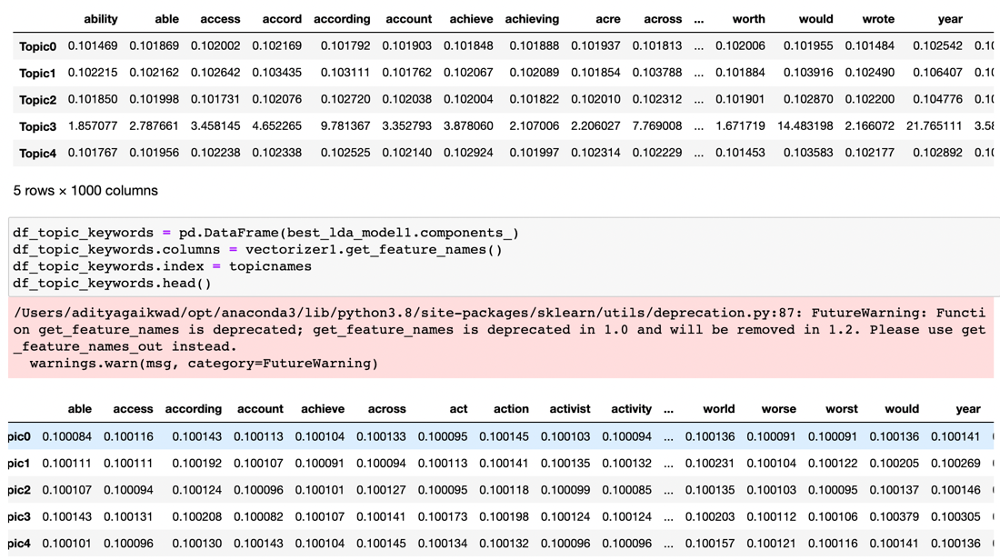 ability able access accord according account achieve achieving acre across ... worth would wrote year
Topic0 0.101469 0.101869 0.102002 0.102169 0.101792 0.101903 0.101848 0.101888 0.101937 0.101813 ... 0.102006 0.101955 0.101484 0.102542 0.10
Topic1 0.102215 0.102162 0.102642 0.103435 0.103111 0.101762 0.102067 0.102089 0.101854 0.103788 ... 0.101884 0.103916 0.102490 0.106407 0.10
Topic2 0.101850 0.101998 0.101731 0.102076 0.102720 0.102038 0.102004 0.101822 0.102010 0.102312 ... 0.101901 0.102870 0.102200 0.104776 0.10
Topic3 1.857077 2.787661 3.458145 4.652265 9.781367 3.352793 3.878060 2.107006 2.206027 7.769008 ... 1.671719 14.483198 2.166072 21.765111 3.58
Topic4 0.101767 0.101956 0.102238 0.102338 0.102525 0.102140 0.102924 0.101997 0.102314 0.102229 ... 0.101453 0.103583 0.102177 0.102892 0.10
5 rows × 1000 columns
df_topic_keywords = pd.DataFrame(best_lda_model1.components_)
df_topic_keywords.columns = vectorizer1.get_feature_names()
df_topic_keywords.index = topicnames
df_topic_keywords.head()
/Users/adityagaikwad/opt/anaconda3/lib/python3.8/site-packages/sklearn/utils/deprecation.py:87: FutureWarning: Functi
on get_feature_names is deprecated; get_feature_names is deprecated in 1.0 and will be removed in 1.2. Please use get
_feature_names_out instead.
warnings.warn(msg, category=FutureWarning)
able access according account achieve across act action activist activity ... world worse worst would year
pic0 0.100084 0.100116 0.100143 0.100113 0.100104 0.100133 0.100095 0.100145 0.100103 0.100094 ... 0.100136 0.100091 0.100091 0.100136 0.100141
pic1 0.100111 0.100111 0.100192 0.100107 0.100091 0.100094 0.100113 0.100141 0.100135 0.100132 ... 0.100231 0.100104 0.100122 0.100205 0.100269
pic2 0.100107 0.100094 0.100124 0.100096 0.100101 0.100127 0.100095 0.100118 0.100099 0.100085 ... 0.100135 0.100103 0.100095 0.100137 0.100146
pic3 0.100143 0.100131 0.100208 0.100082 0.100107 0.100141 0.100173 0.100198 0.100124 0.100124 ... 0.100203 0.100112 0.100106 0.100379 0.100305
pic4 0.100101 0.100096 0.100130 0.100143 0.100104 0.100145 0.100134 0.100132 0.100096 0.100096 ... 0.100157 0.100121 0.100116 0.100141 0.100136